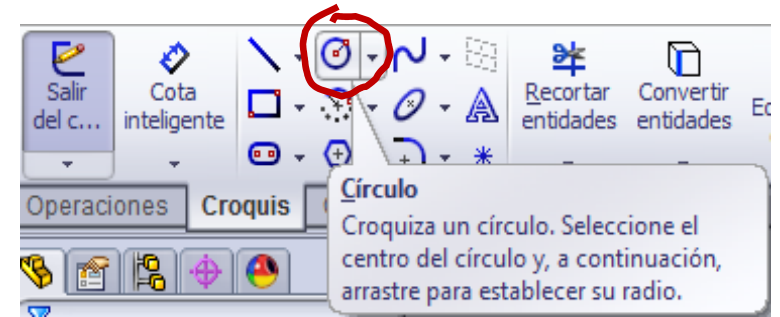 Salir
del c...
Cota
inteligente
Recortar
entidades
Convertir
entidades
Operaciones
Croquis
Círculo
Croquiza un círculo. Seleccione el
centro del círculo y, a continuación,
arrastre para establecer su radio.